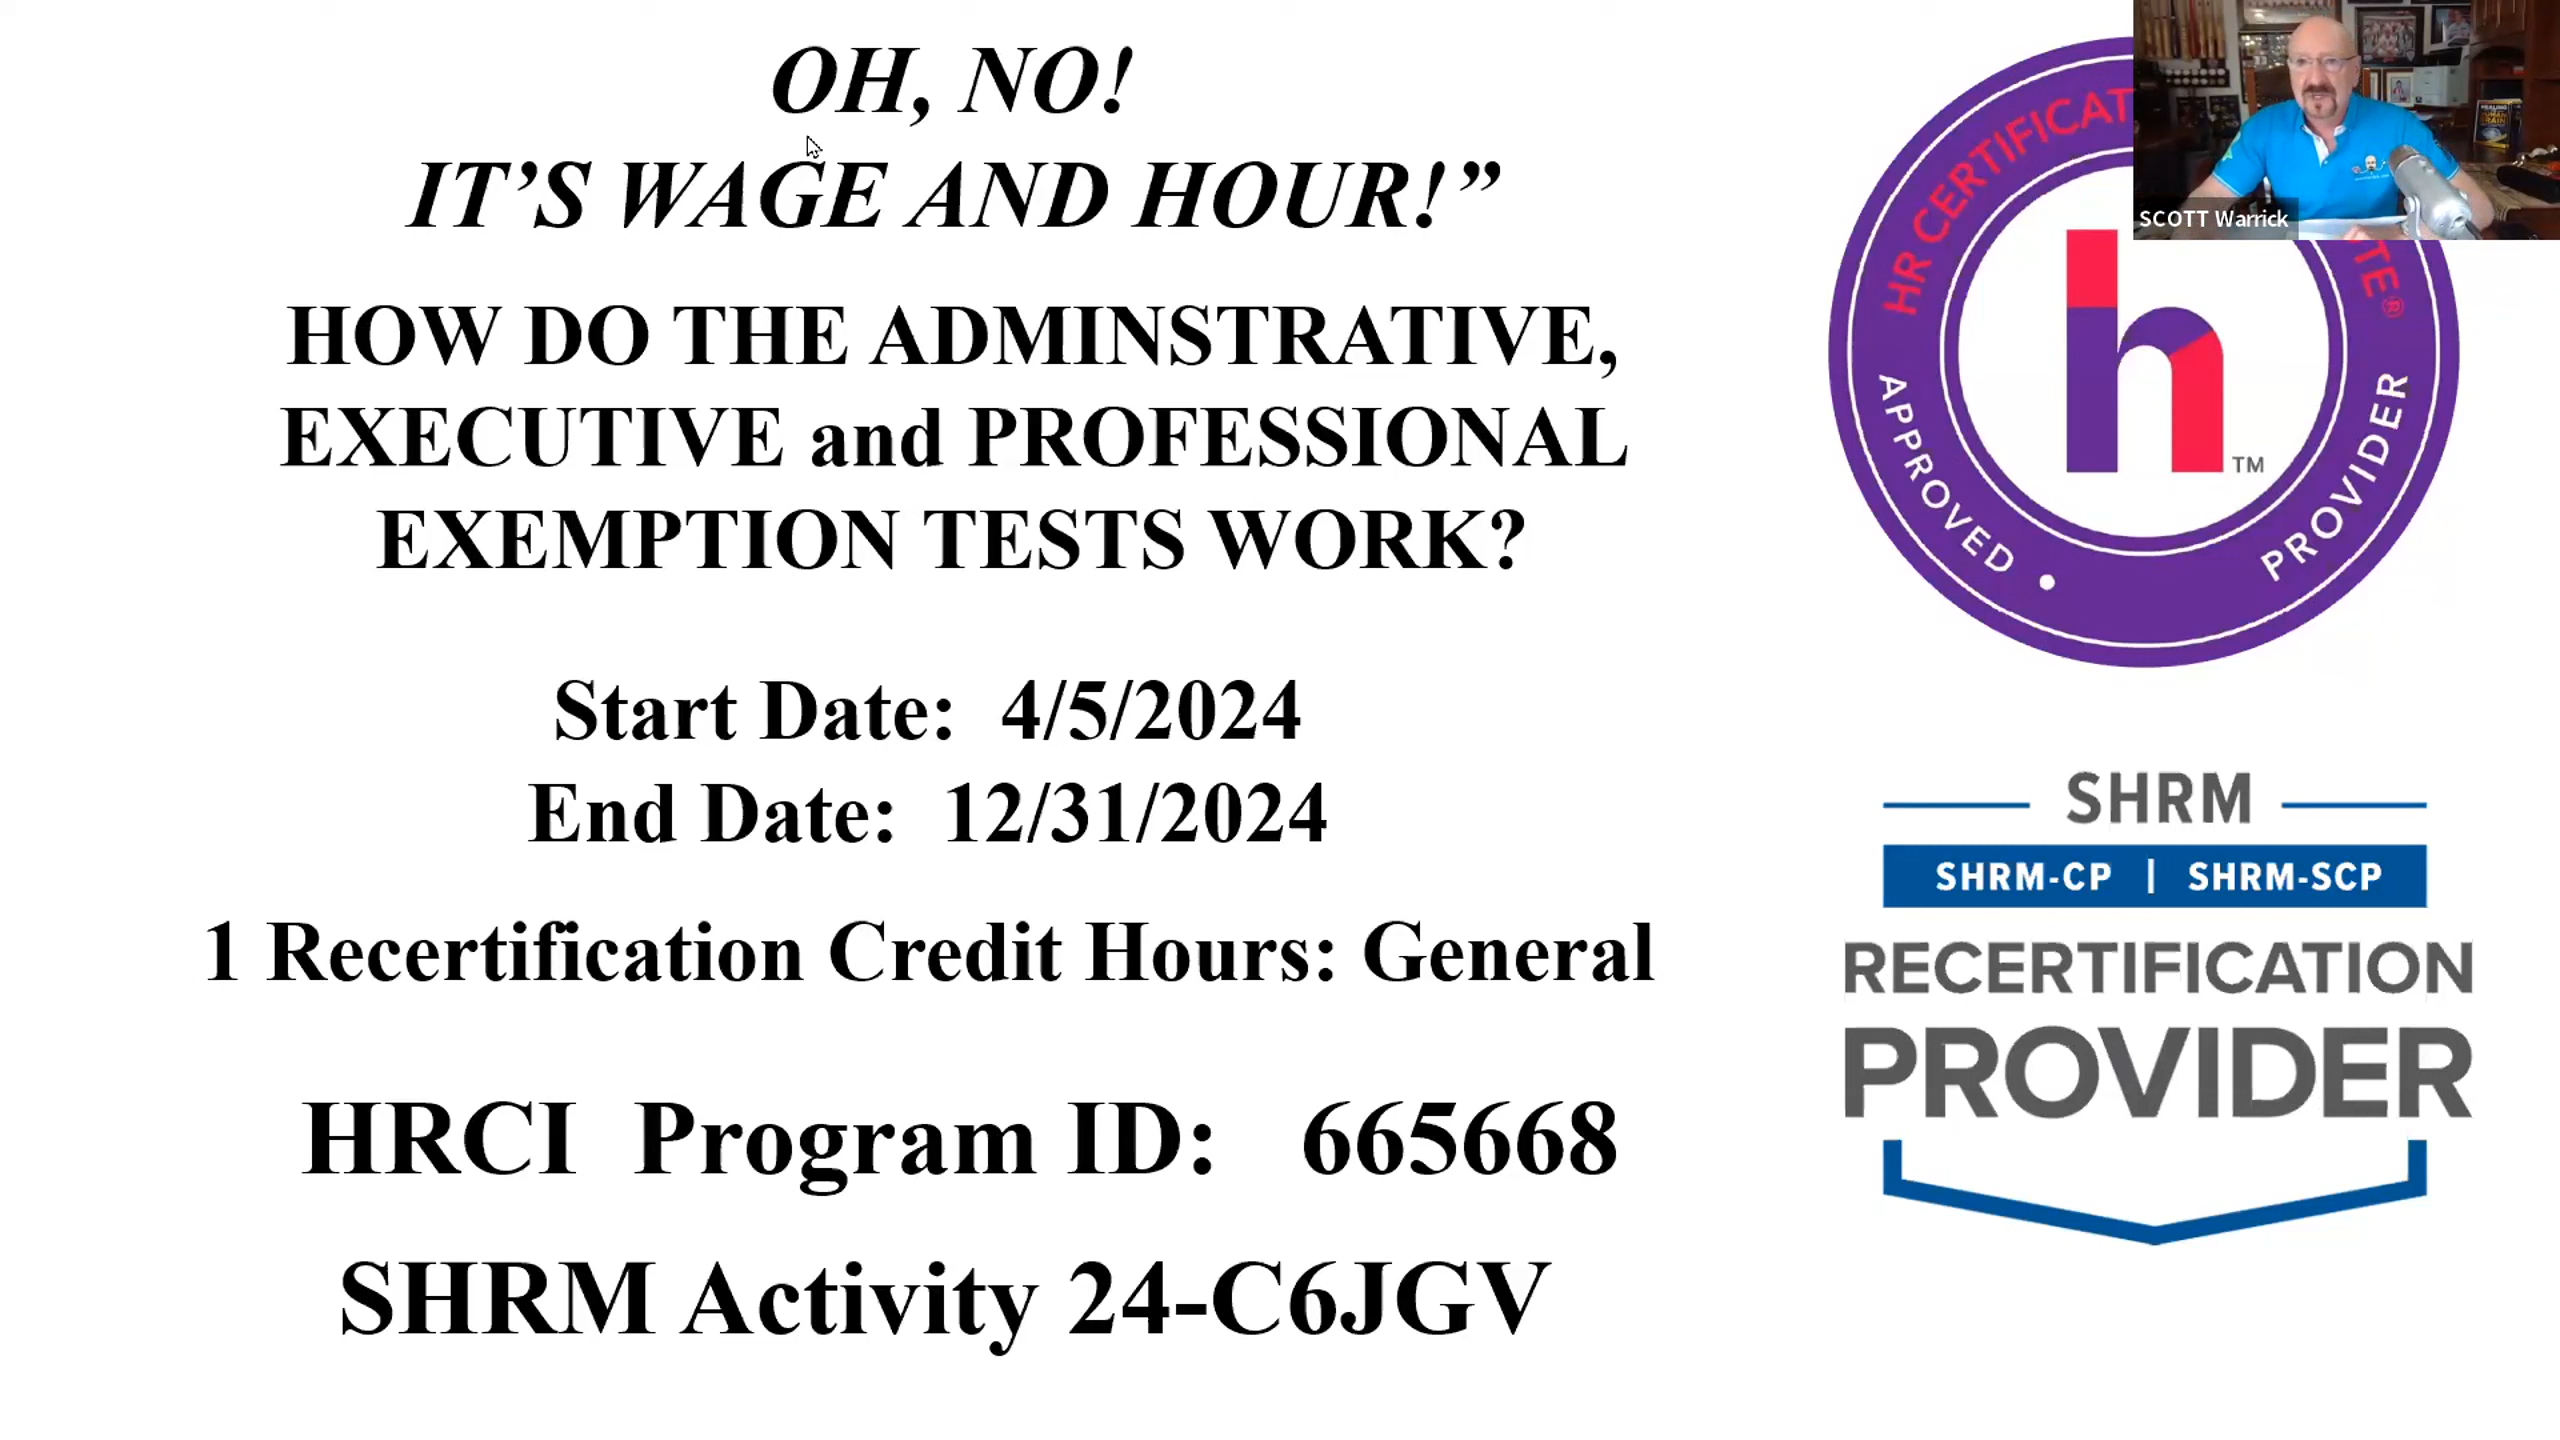 OH, NO!
IT’S WAGE AND HOUR!”
HOW DO THE ADMINSTRATIVE,
EXECUTIVE and PROFESSIONAL
EXEMPTION TESTS WORK?
Start Date: 4/5/2024
End Date: 12/31/2024
1 Recertification Credit Hours: General
HRCI Program ID: 665668
SHRM Activity 24-C6JGV
SCOTT Warrick
HR CERTIFICAT
TE®
h
TM
APPROVED • PROVIDER
SHRM
SHRM-CP | SHRM-SCP
RECERTIFICATION
PROVIDER